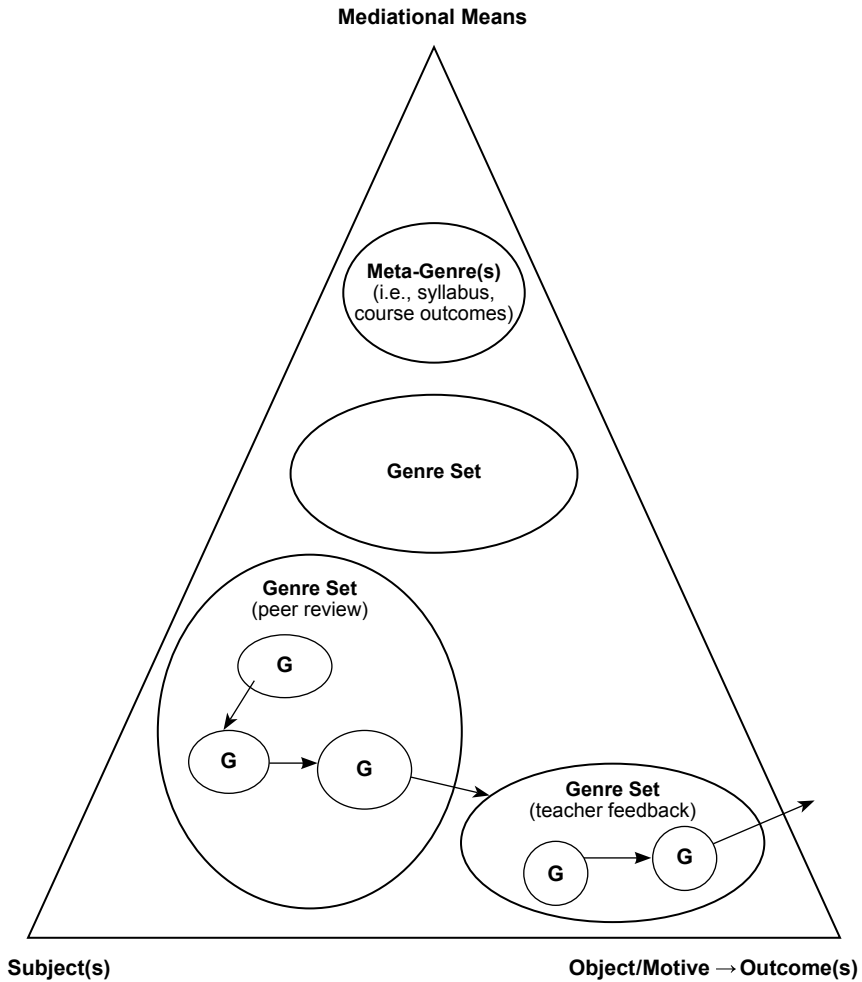 Mediational Means
Meta-Genre(s)
(i.e., syllabus,
course outcomes)
Genre Set
Genre Set
(peer review)
G
G
G
Genre Set
(teacher feedback)
G
G
Subject(s)
Object/Motive → Outcome(s)